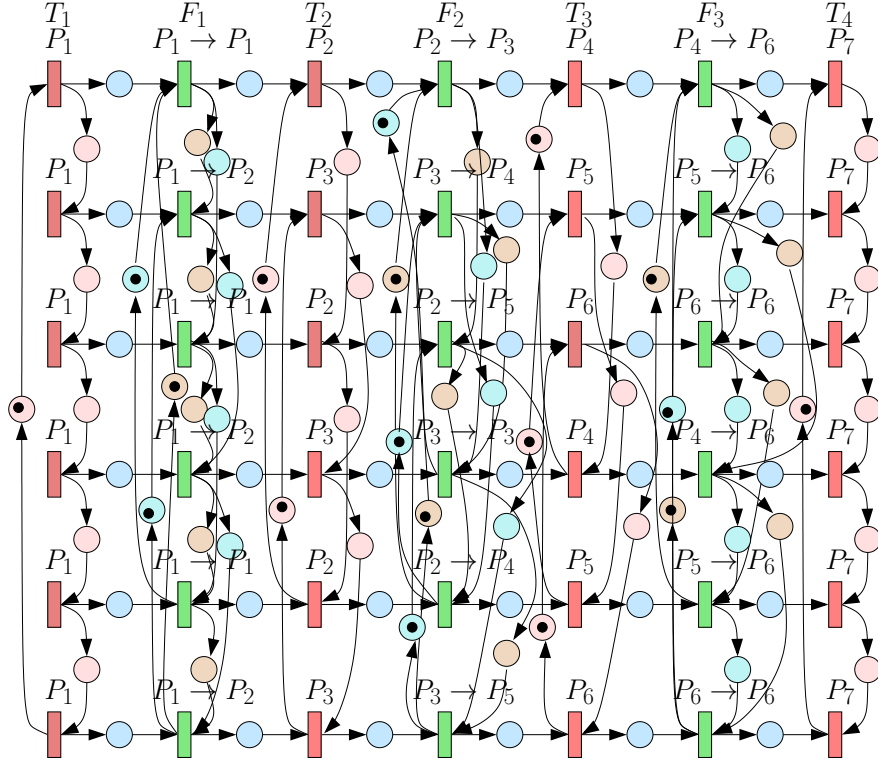 T₁ F₁ T₂ F₂ T₃ F₃ T₄
P₁ P₁ → P₁ P₂ P₂ → P₃ P₄ P₄ → P₆ P₇
P₁ P₁ → P₂ P₃ P₃ → P₄ P₅ P₅ → P₆ P₇
P₁ P₁ → P₁ P₂ P₂ → P₅ P₆ P₆ → P₆ P₇
P₁ P₁ → P₂ P₃ P₃ → P₃ P₄ P₄ → P₆ P₇
P₁ P₁ → P₁ P₂ P₂ → P₄ P₅ P₅ → P₆ P₇
P₁ P₁ → P₂ P₃ P₃ → P₅ P₆ P₆ → P₆ P₇